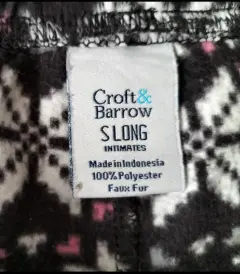 Croft&
Barrow
S LONG
INTIMATES
Made in Indonesia
100% Polyester
Faux Fur